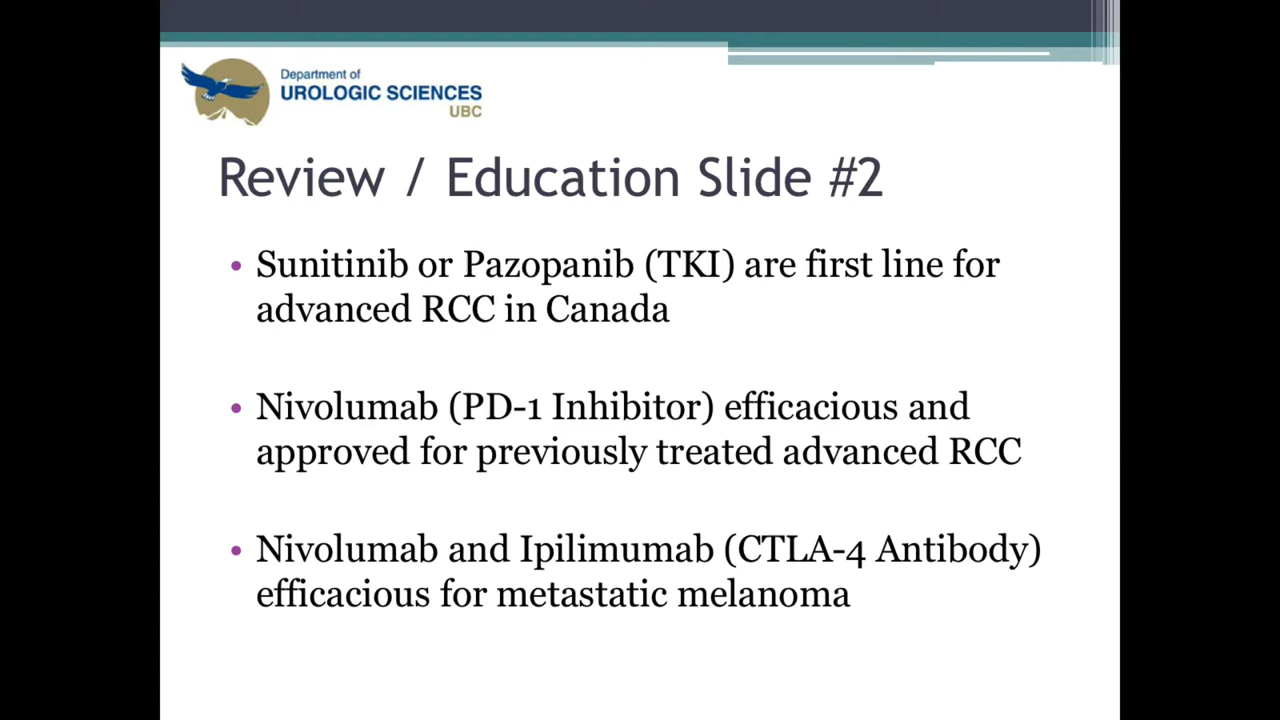 Department of
UROLOGIC SCIENCES
UBC
Review / Education Slide #2
• Sunitinib or Pazopanib (TKI) are first line for
advanced RCC in Canada
• Nivolumab (PD-1 Inhibitor) efficacious and
approved for previously treated advanced RCC
• Nivolumab and Ipilimumab (CTLA-4 Antibody)
efficacious for metastatic melanoma